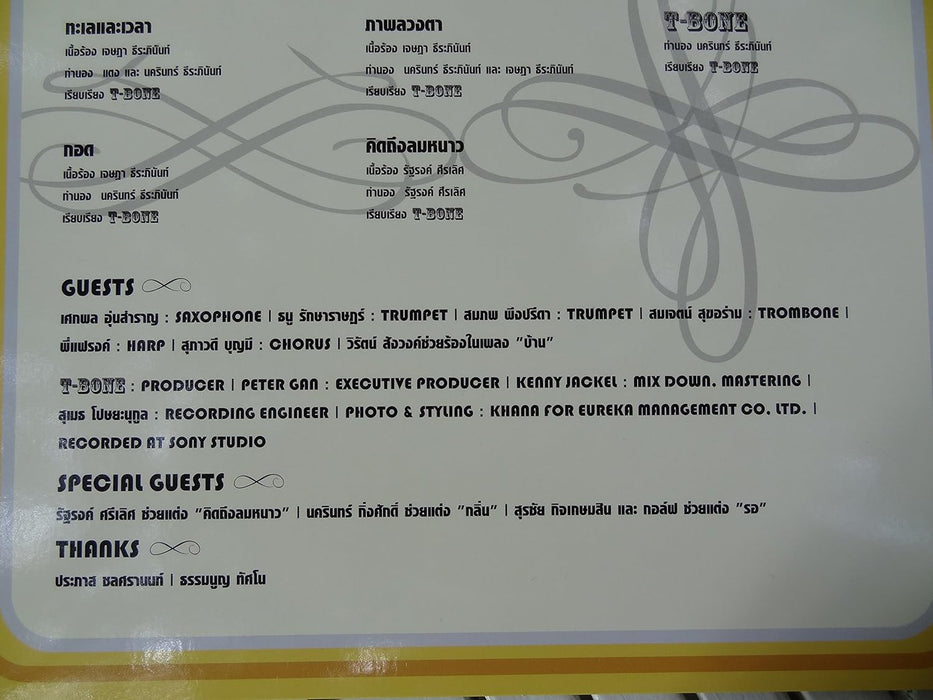 ทะเลและเวลา
เนื้อร้อง เจษฎา ธีระภินันท์
ทำนอง แดง และ นครินทร์ ธีระภินันท์
เรียบเรียง T-BONE
ภาพลวงตา
เนื้อร้อง เจษฎา ธีระภินันท์
ทำนอง นครินทร์ ธีระภินันท์ และ เจษฎา ธีระภินันท์
เรียบเรียง T-BONE
T-BONE
ทำนอง นครินทร์ ธีระภินันท์
เรียบเรียง T-BONE
กอด
เนื้อร้อง เจษฎา ธีระภินันท์
ทำนอง นครินทร์ ธีระภินันท์
เรียบเรียง T-BONE
คิดถึงลมหนาว
เนื้อร้อง รัฐรงค์ ศรีเลิศ
ทำนอง รัฐรงค์ ศรีเลิศ
เรียบเรียง T-BONE
GUESTS
เศกพล อุ่นสำราญ : SAXOPHONE | ธนู รักษาราษฎร์ : TRUMPET | สมภพ พึงปรีดา : TRUMPET | สมเจตน์ สุขอร่าม : TROMBONE |
พี่แฟรงค์ : HARP | สุภาวดี บุญมี : CHORUS | วิรัตน์ สังวงค์ช่วยร้องในเพลง "บ้าน"
T-BONE : PRODUCER | PETER GAN : EXECUTIVE PRODUCER | KENNY JACKEL : MIX DOWN, MASTERING |
สุเมธ โปษยะนุกูล : RECORDING ENGINEER | PHOTO & STYLING : KHANA FOR EUREKA MANAGEMENT CO, LTD. |
RECORDED AT SONY STUDIO
SPECIAL GUESTS
รัฐรงค์ ศรีเลิศ ช่วยแต่ง "คิดถึงลมหนาว" | นครินทร์ กิ่งศักดิ์ ช่วยแต่ง "กลิ่น" | สุรชัย กิจเกษมสิน และ กอล์ฟ ช่วยแต่ง "รอ"
THANKS
ประภาส ชลศรานนท์ | ธรรมนูญ ทัศโน